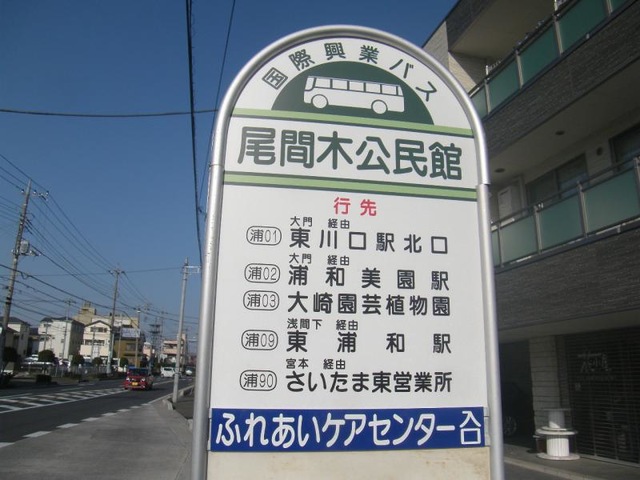 国際興業バス
尾間木公民館
行先
大門 経由
浦01 東川口駅北口
大門 経由
浦02 浦和美園駅
浦03 大崎園芸植物園
浅間下 経由
浦09 東浦和駅
宮本 経由
浦90 さいたま東営業所
ふれあいケアセンター入口